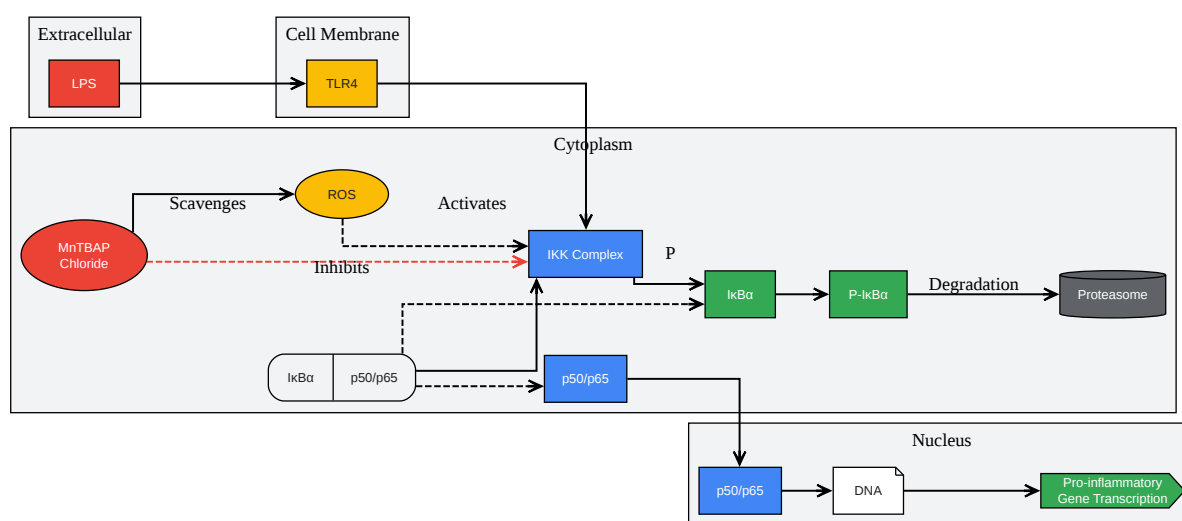 Extracellular
Cell Membrane
LPS
TLR4
Cytoplasm
ROS
Scavenges
Activates
MnTBAP
Chloride
IKK Complex
P
Inhibits
IκBα
P-IκBα
Degradation
Proteasome
IκBα
p50/p65
p50/p65
Nucleus
p50/p65
DNA
Pro-inflammatory
Gene Transcription